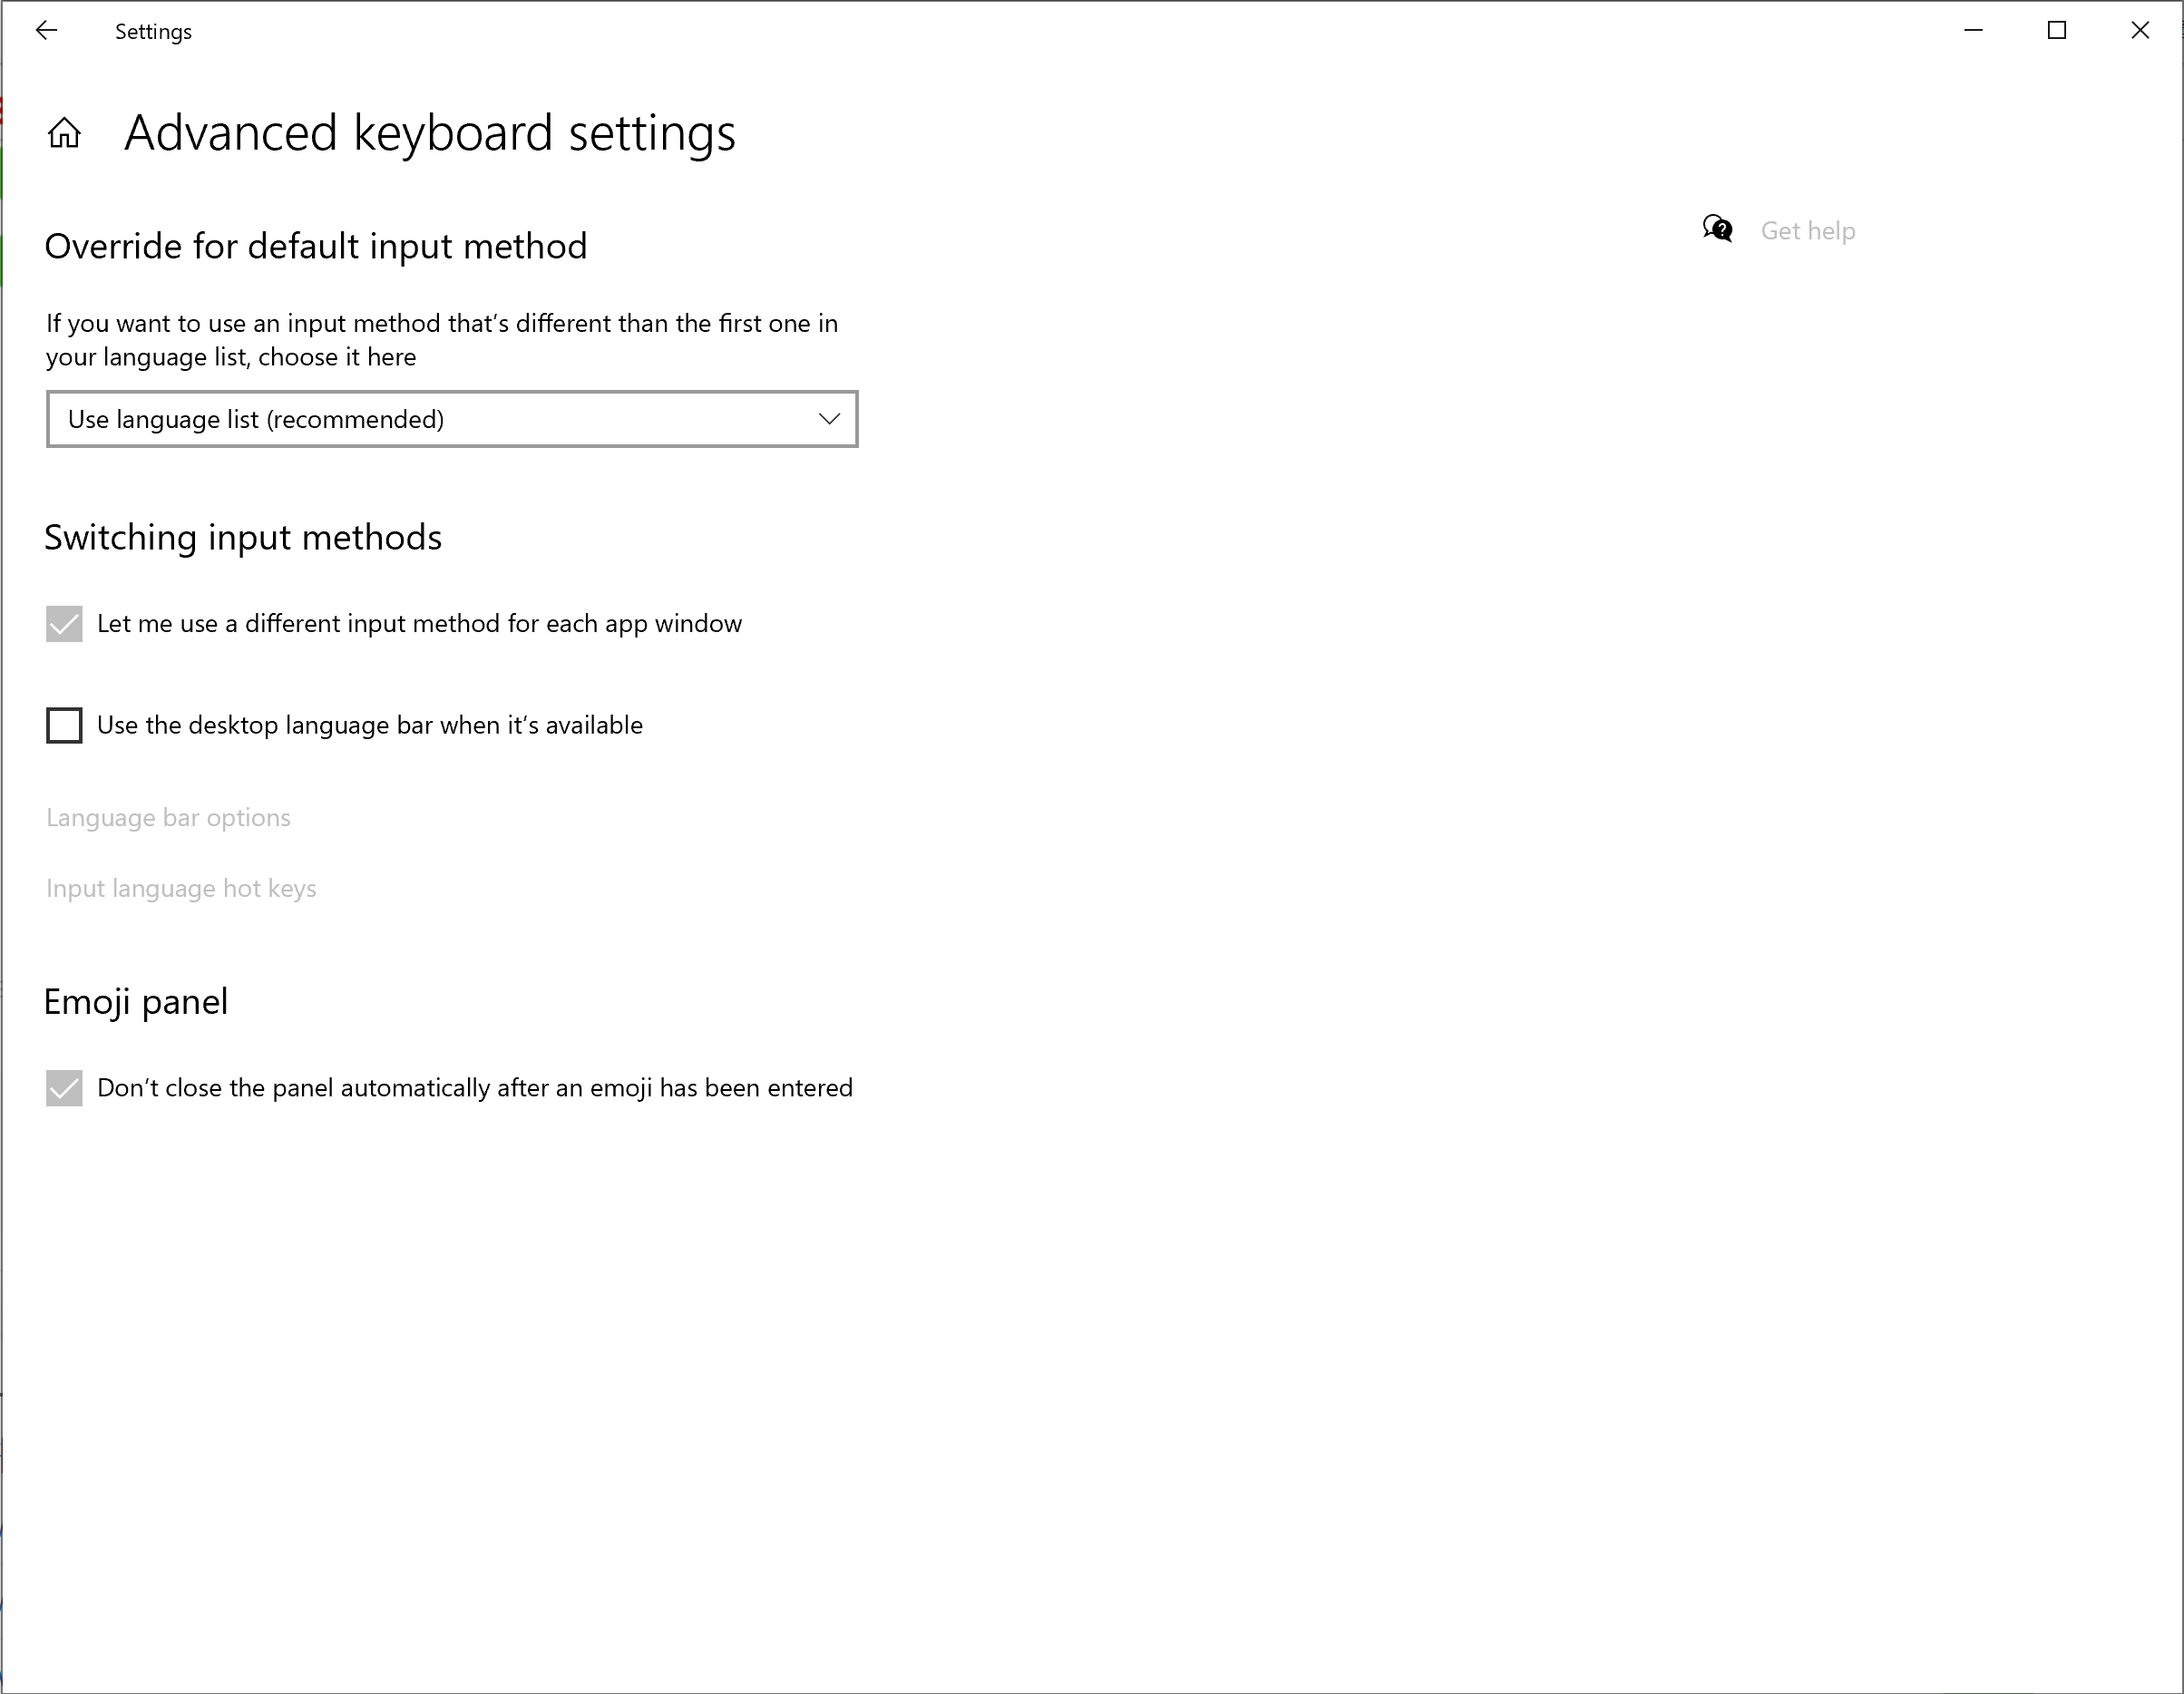 Settings
Advanced keyboard settings
Override for default input method
Get help
If you want to use an input method that’s different than the first one in
your language list, choose it here
Use language list (recommended)
Switching input methods
Let me use a different input method for each app window
Use the desktop language bar when it‘s available
Language bar options
Input language hot keys
Emoji panel
Don’t close the panel automatically after an emoji has been entered